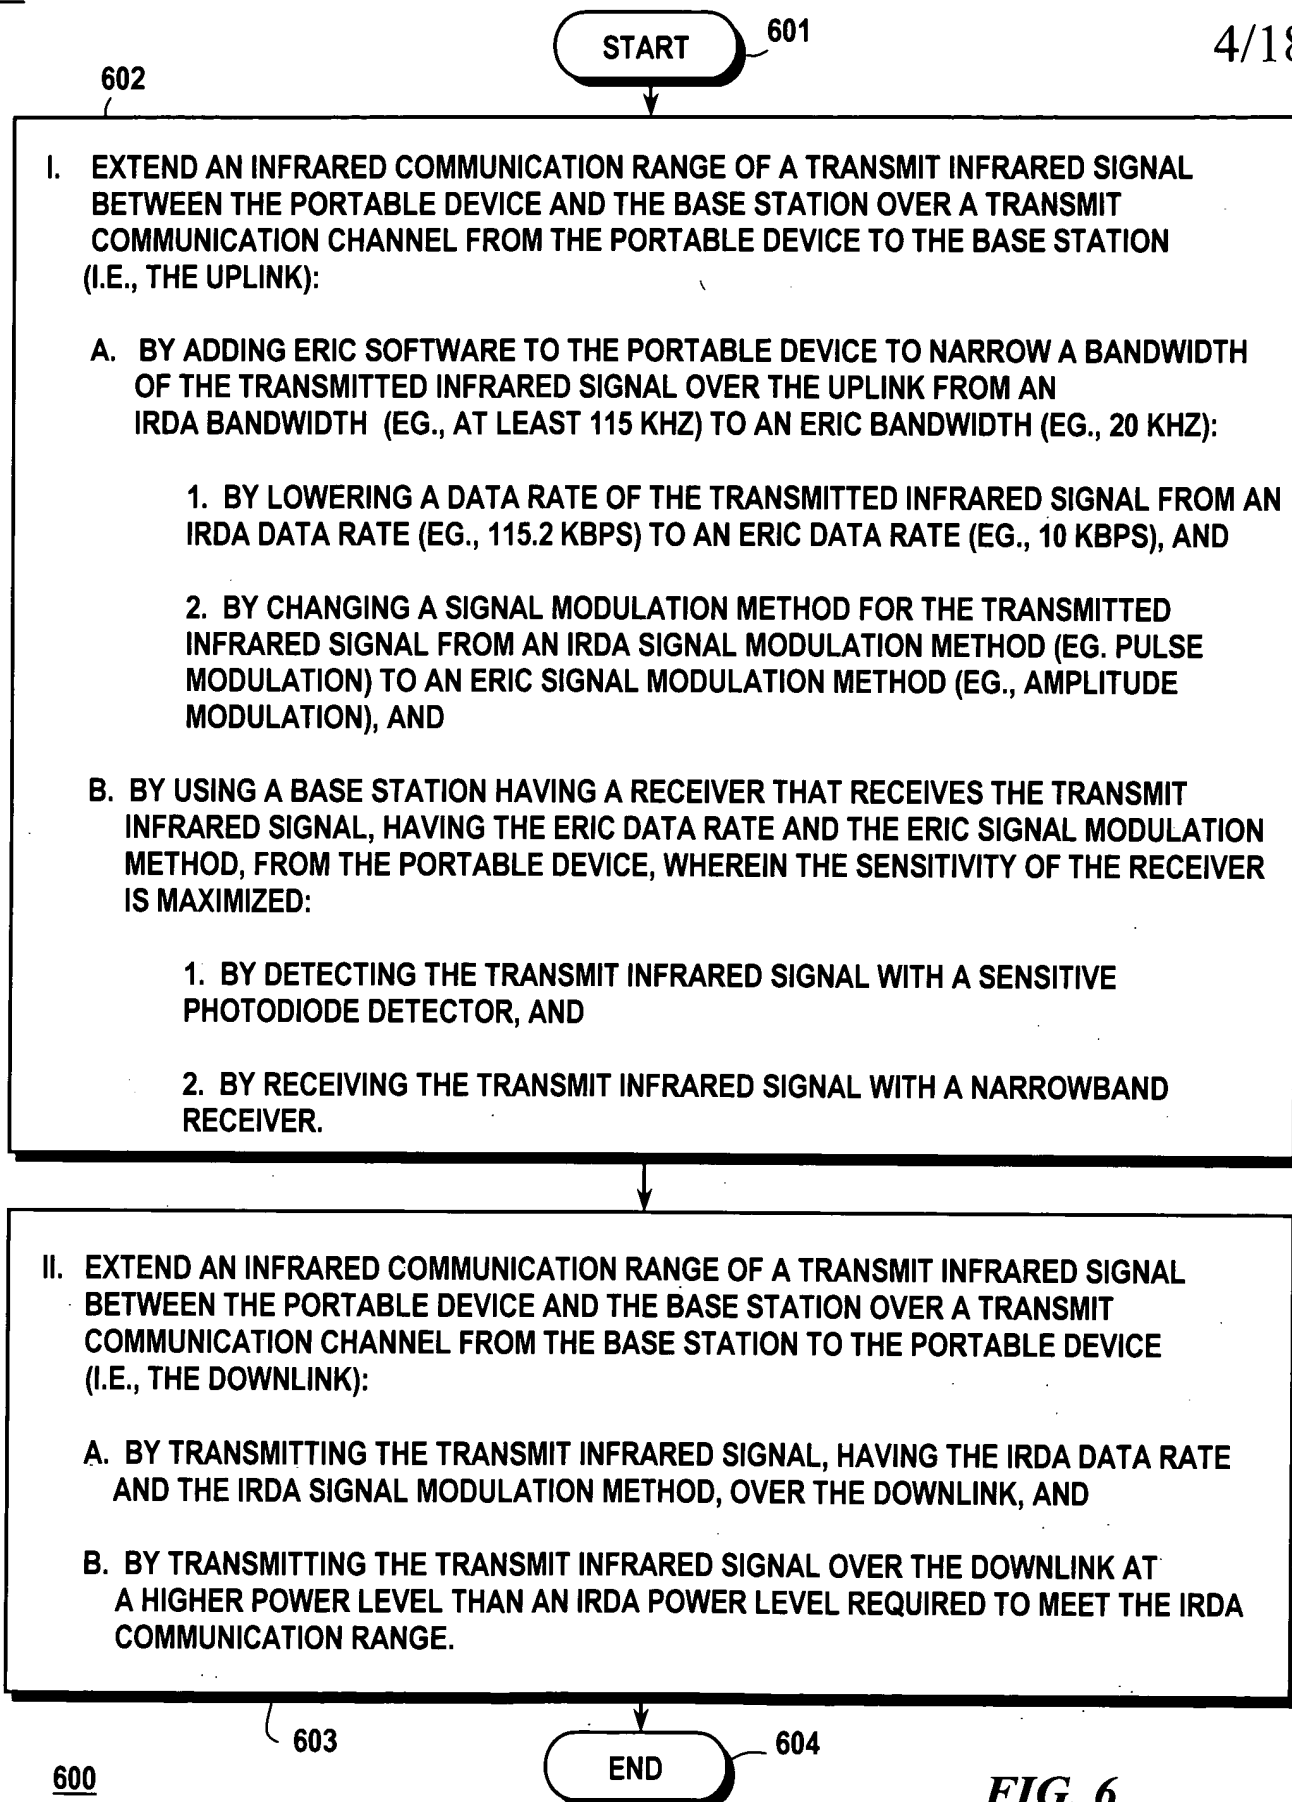 START
601
4/18
602
I. EXTEND AN INFRARED COMMUNICATION RANGE OF A TRANSMIT INFRARED SIGNAL
BETWEEN THE PORTABLE DEVICE AND THE BASE STATION OVER A TRANSMIT
COMMUNICATION CHANNEL FROM THE PORTABLE DEVICE TO THE BASE STATION
(I.E., THE UPLINK):
A. BY ADDING ERIC SOFTWARE TO THE PORTABLE DEVICE TO NARROW A BANDWIDTH
OF THE TRANSMITTED INFRARED SIGNAL OVER THE UPLINK FROM AN
IRDA BANDWIDTH (EG., AT LEAST 115 KHZ) TO AN ERIC BANDWIDTH (EG., 20 KHZ):
1. BY LOWERING A DATA RATE OF THE TRANSMITTED INFRARED SIGNAL FROM AN
IRDA DATA RATE (EG., 115.2 KBPS) TO AN ERIC DATA RATE (EG., 10 KBPS), AND
2. BY CHANGING A SIGNAL MODULATION METHOD FOR THE TRANSMITTED
INFRARED SIGNAL FROM AN IRDA SIGNAL MODULATION METHOD (EG. PULSE
MODULATION) TO AN ERIC SIGNAL MODULATION METHOD (EG., AMPLITUDE
MODULATION), AND
B. BY USING A BASE STATION HAVING A RECEIVER THAT RECEIVES THE TRANSMIT
INFRARED SIGNAL, HAVING THE ERIC DATA RATE AND THE ERIC SIGNAL MODULATION
METHOD, FROM THE PORTABLE DEVICE, WHEREIN THE SENSITIVITY OF THE RECEIVER
IS MAXIMIZED:
1. BY DETECTING THE TRANSMIT INFRARED SIGNAL WITH A SENSITIVE
PHOTODIODE DETECTOR, AND
2. BY RECEIVING THE TRANSMIT INFRARED SIGNAL WITH A NARROWBAND
RECEIVER.
II. EXTEND AN INFRARED COMMUNICATION RANGE OF A TRANSMIT INFRARED SIGNAL
BETWEEN THE PORTABLE DEVICE AND THE BASE STATION OVER A TRANSMIT
COMMUNICATION CHANNEL FROM THE BASE STATION TO THE PORTABLE DEVICE
(I.E., THE DOWNLINK):
A. BY TRANSMITTING THE TRANSMIT INFRARED SIGNAL, HAVING THE IRDA DATA RATE
AND THE IRDA SIGNAL MODULATION METHOD, OVER THE DOWNLINK, AND
B. BY TRANSMITTING THE TRANSMIT INFRARED SIGNAL OVER THE DOWNLINK AT
A HIGHER POWER LEVEL THAN AN IRDA POWER LEVEL REQUIRED TO MEET THE IRDA
COMMUNICATION RANGE.
603
END
604
600
FIG. 6